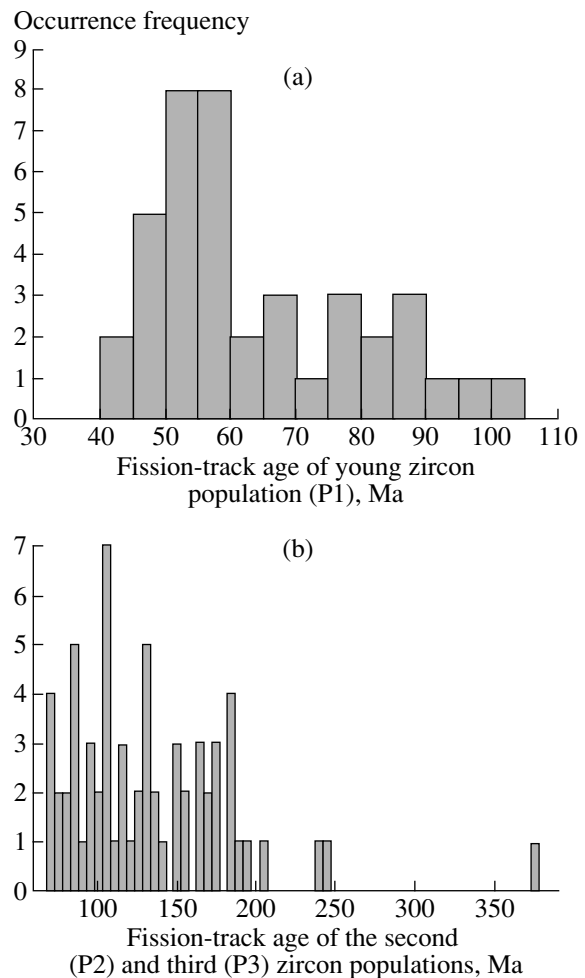 Occurrence frequency
(a)
9
8
7
6
5
4
3
2
1
0
30 40 50 60 70 80 90 100 110
Fission-track age of young zircon
population (P1), Ma
(b)
7
6
5
4
3
2
1
0
100 150 200 250 300 350
Fission-track age of the second
(P2) and third (P3) zircon populations, Ma